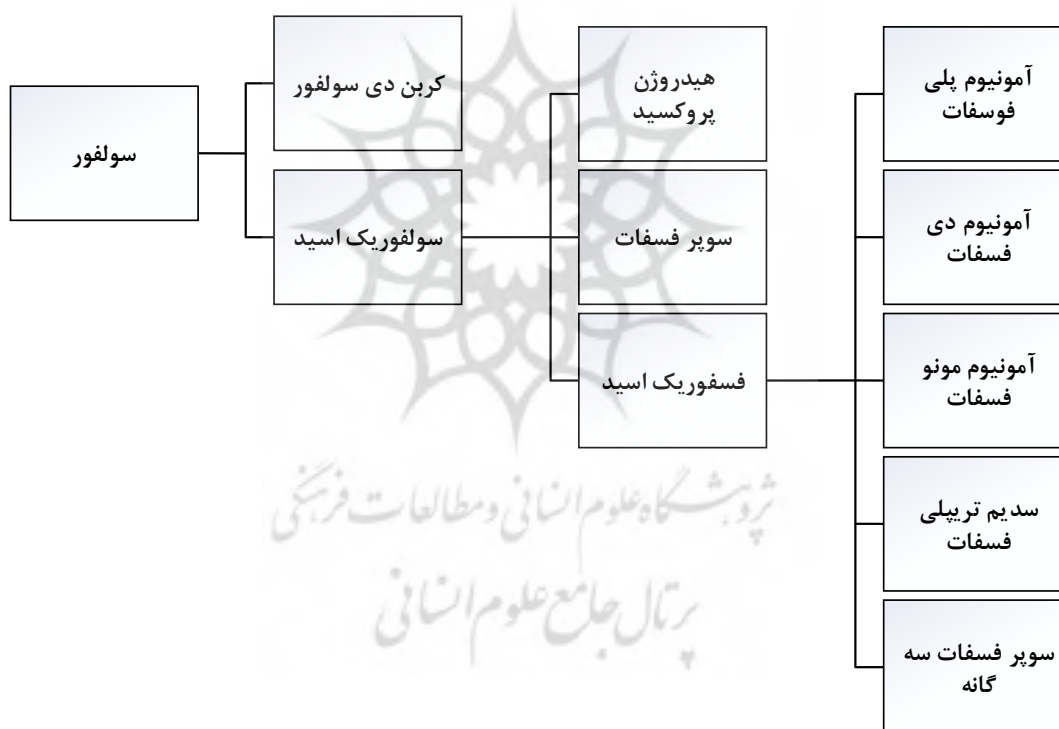 سولفور
کربن دی سولفور
سولفوریک اسید
هیدروژن
پروکسید
سوپر فسفات
فسفوریک اسید
آمونیوم پلی
فوسفات
آمونیوم دی
فسفات
آمونیوم مونو
فسفات
سدیم تریپلی
فسفات
سوپر فسفات سه
گانه
پژوهشگاه علوم انسانی و مطالعات فرهنگی
پرتال جامع علوم انسانی